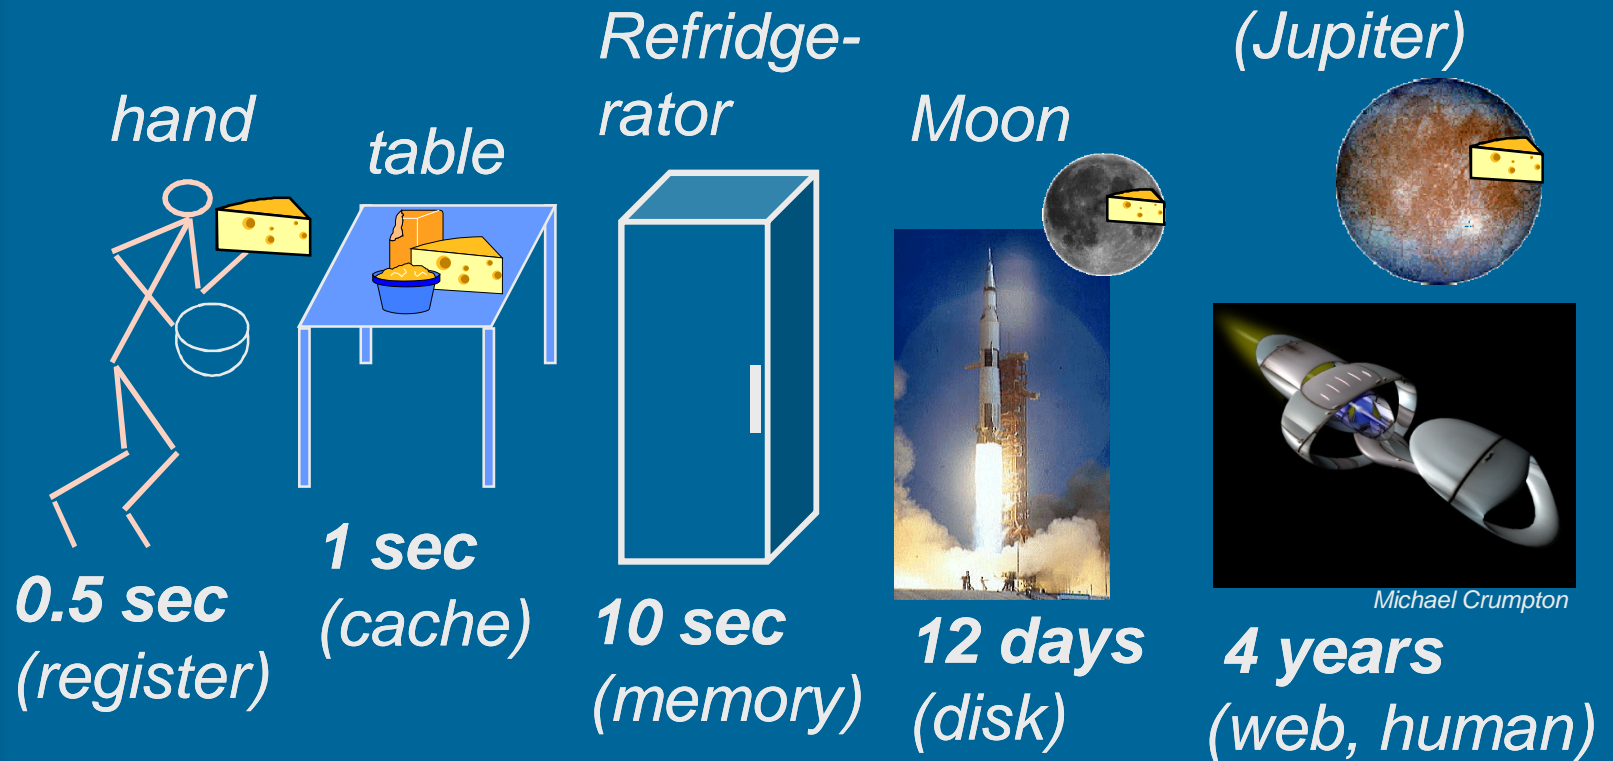 hand
0.5 sec
(register)
table
1 sec
(cache)
Refridge-
rator
10 sec
(memory)
Moon
12 days
(disk)
(Jupiter)
Michael Crumpton
4 years
(web, human)